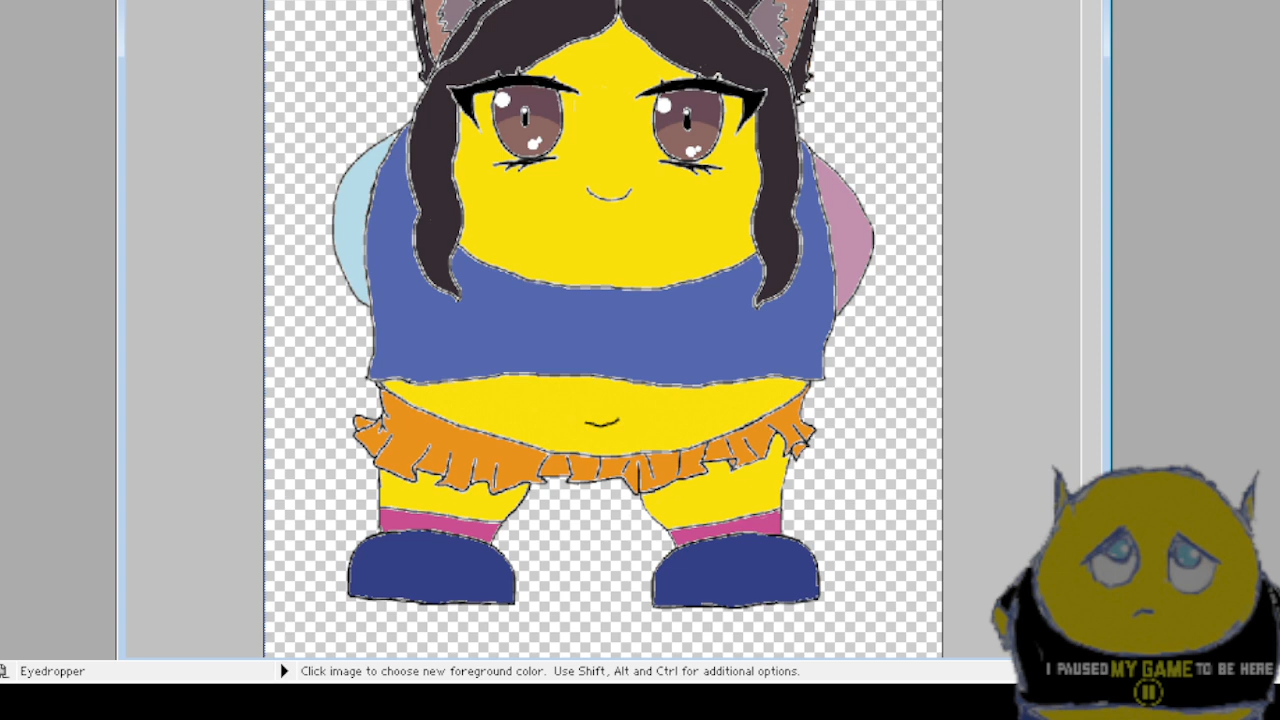 Eyedropper
Click image to choose new foreground color. Use Shift, Alt and Ctrl for additional options.
I PAUSED MY GAME TO BE HERE